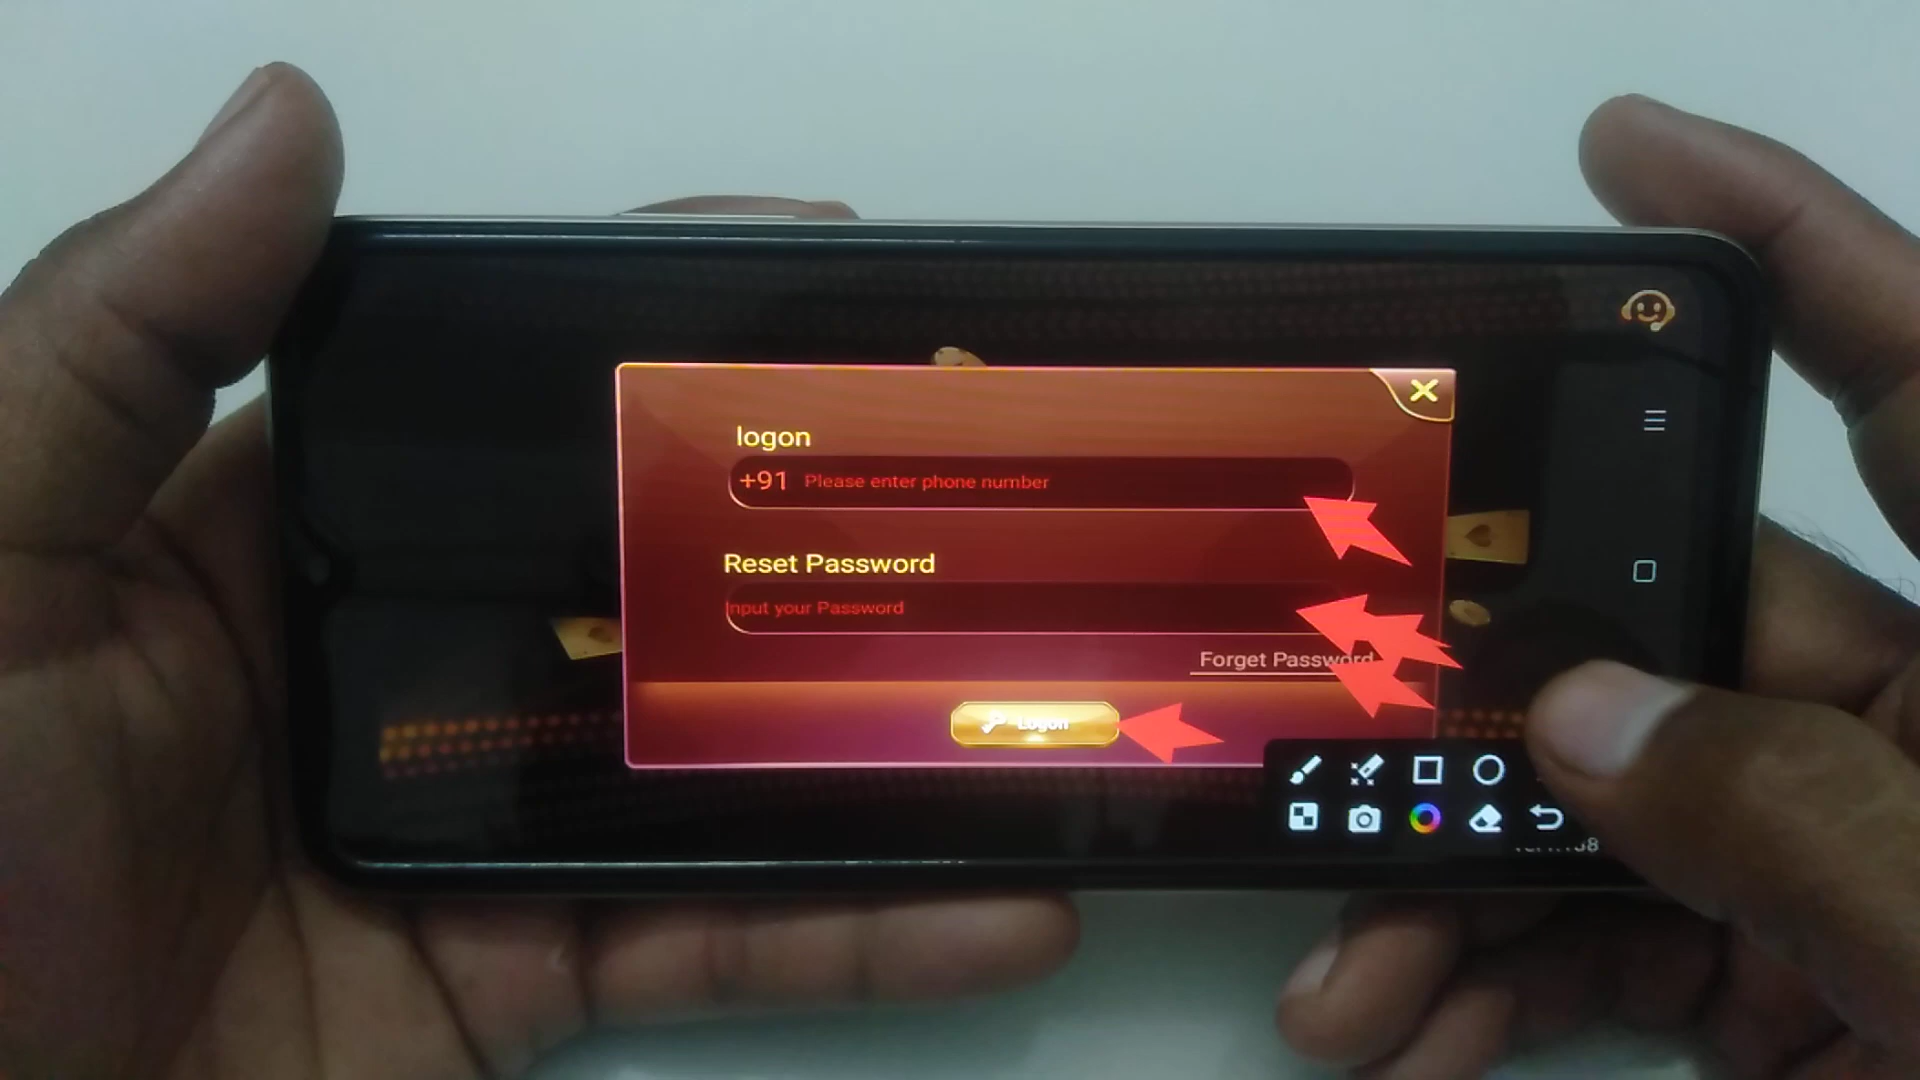 logon
+91 Please enter phone number
Reset Password
Input your Password
Forget Password
Logon